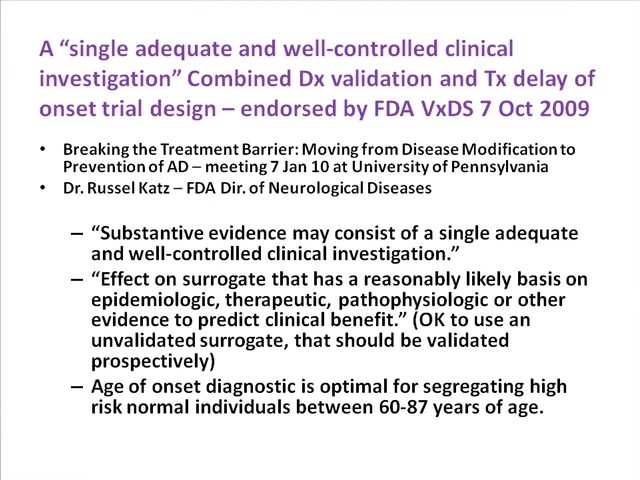 A “single adequate and well-controlled clinical
investigation” Combined Dx validation and Tx delay of
onset trial design – endorsed by FDA VxDS 7 Oct 2009
• Breaking the Treatment Barrier: Moving from Disease Modification to
Prevention of AD – meeting 7 Jan 10 at University of Pennsylvania
• Dr. Russel Katz – FDA Dir. of Neurological Diseases
– “Substantive evidence may consist of a single adequate
and well-controlled clinical investigation.”
– “Effect on surrogate that has a reasonably likely basis on
epidemiologic, therapeutic, pathophysiologic or other
evidence to predict clinical benefit.” (OK to use an
unvalidated surrogate, that should be validated
prospectively)
– Age of onset diagnostic is optimal for segregating high
risk normal individuals between 60-87 years of age.